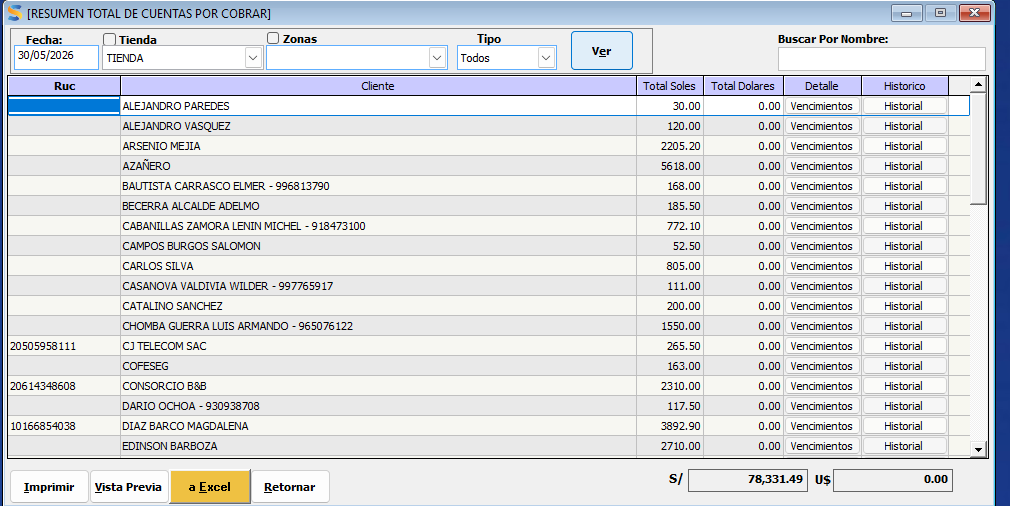 [RESUMEN TOTAL DE CUENTAS POR COBRAR]
Fecha: Tienda Zonas Tipo Buscar Por Nombre:
30/05/2026 TIENDA Todos Ver
Ruc Cliente Total Soles Total Dolares Detalle Historico
ALEJANDRO PAREDES 30.00 0.00 Vencimientos Historial
ALEJANDRO VASQUEZ 120.00 0.00 Vencimientos Historial
ARSENIO MEJIA 2205.20 0.00 Vencimientos Historial
AZAÑERO 5618.00 0.00 Vencimientos Historial
BAUTISTA CARRASCO ELMER - 996813790 168.00 0.00 Vencimientos Historial
BECERRA ALCALDE ADELMO 185.50 0.00 Vencimientos Historial
CABANILLAS ZAMORA LENIN MICHEL - 918473100 772.10 0.00 Vencimientos Historial
CAMPOS BURGOS SALOMON 52.50 0.00 Vencimientos Historial
CARLOS SILVA 805.00 0.00 Vencimientos Historial
CASANOVA VALDIVIA WILDER - 997765917 111.00 0.00 Vencimientos Historial
CATALINO SANCHEZ 200.00 0.00 Vencimientos Historial
CHOMBA GUERRA LUIS ARMANDO - 965076122 1550.00 0.00 Vencimientos Historial
20505958111 CJ TELECOM SAC 265.50 0.00 Vencimientos Historial
COFESEG 163.00 0.00 Vencimientos Historial
20614348608 CONSORCIO B&B 2310.00 0.00 Vencimientos Historial
DARIO OCHOA - 930938708 117.50 0.00 Vencimientos Historial
10166854038 DIAZ BARCO MAGDALENA 3892.90 0.00 Vencimientos Historial
EDINSON BARBOZA 2710.00 0.00 Vencimientos Historial
Imprimir Vista Previa a Excel Retornar S/ 78,331.49 U$ 0.00